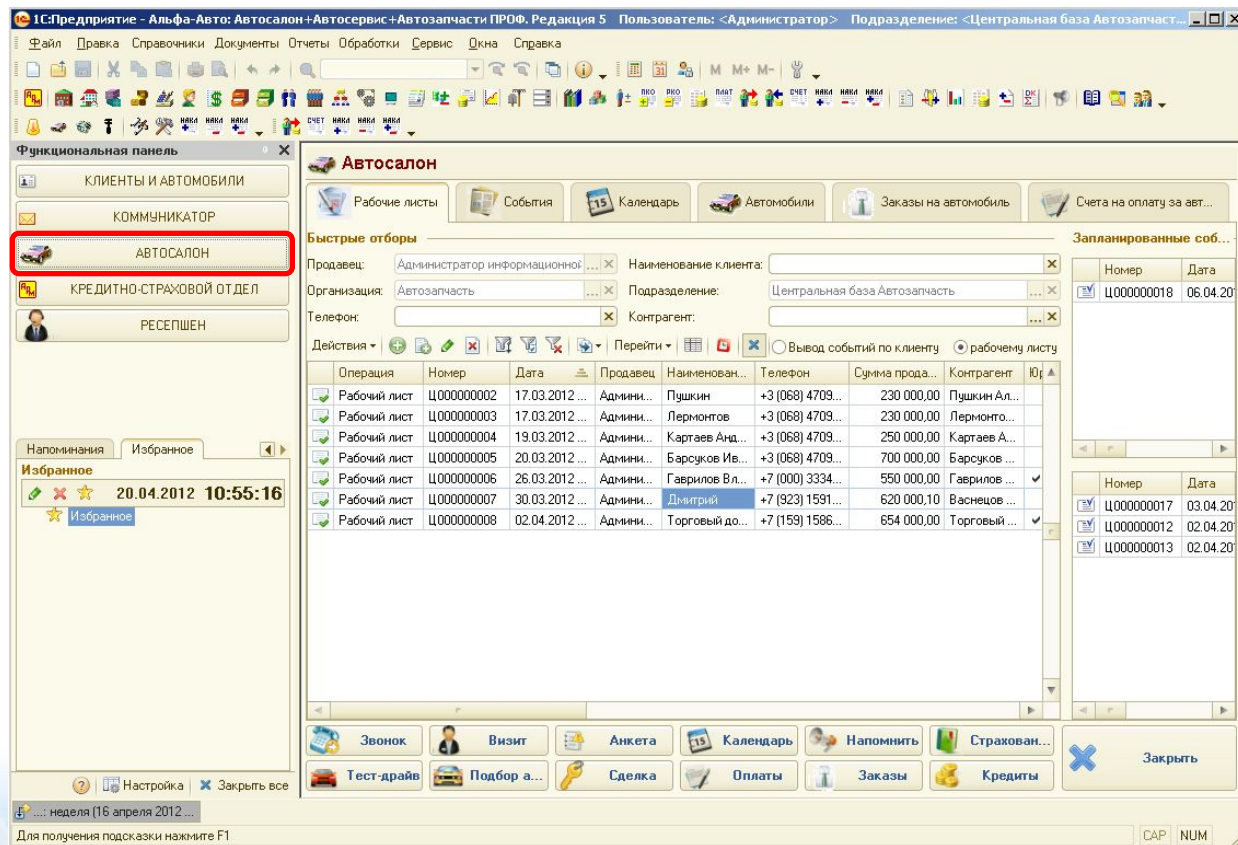 1С:Предприятие - Альфа-Авто: Автосалон+Автосервис+Автозапчасти ПРОФ. Редакция 5 Пользователь: <Администратор> Подразделение: <Центральная база Автозапчаст...
Файл Правка Справочники Документы Отчеты Обработки Сервис Окна Справка
M M+ M-
Функциональная панель
КЛИЕНТЫ И АВТОМОБИЛИ
КОММУНИКАТОР
АВТОСАЛОН
КРЕДИТНО-СТРАХОВОЙ ОТДЕЛ
РЕСЕПШЕН
Напоминания Избранное
Избранное
20.04.2012 10:55:16
Избранное
Настройка Закрыть все
Автосалон
Рабочие листы События Календарь Автомобили Заказы на автомобиль Счета на оплату за авт...
Быстрые отборы
Продавец: Администратор информационной ... Наименование клиента:
Организация: Автозапчасть ... Подразделение: Центральная база Автозапчасть ...
Телефон: Контрагент: ...
Действия Перейти Вывод событий по клиенту рабочему листу
Операция Номер Дата Продавец Наименован... Телефон Сумма прода... Контрагент Юр
Рабочий лист Ц000000002 17.03.2012 ... Админи... Пушкин +3 (068) 4709... 230 000,00 Пушкин Ал...
Рабочий лист Ц000000003 17.03.2012 ... Админи... Лермонтов +3 (068) 4709... 230 000,00 Лермонто...
Рабочий лист Ц000000004 19.03.2012 ... Админи... Картаев Анд... +3 (068) 4709... 250 000,00 Картаев А...
Рабочий лист Ц000000005 20.03.2012 ... Админи... Барсуков Ив... +3 (068) 4709... 700 000,00 Барсуков ...
Рабочий лист Ц000000006 26.03.2012 ... Админи... Гаврилов Вл... +7 (000) 3334... 550 000,00 Гаврилов ...
Рабочий лист Ц000000007 30.03.2012 ... Админи... Дмитрий +7 (923) 1591... 620 000,10 Васнецов ...
Рабочий лист Ц000000008 02.04.2012 ... Админи... Торговый до... +7 (159) 1586... 654 000,00 Торговый ...
Запланированные соб...
Номер Дата
Ц000000018 06.04.20
Номер Дата
Ц000000017 03.04.20
Ц000000012 02.04.20
Ц000000013 02.04.20
Звонок Визит Анкета Календарь Напомнить Страхован...
Тест-драйв Подбор а... Сделка Оплаты Заказы Кредиты
Закрыть
...: неделя (16 апреля 2012 ...
Для получения подсказки нажмите F1
CAP NUM